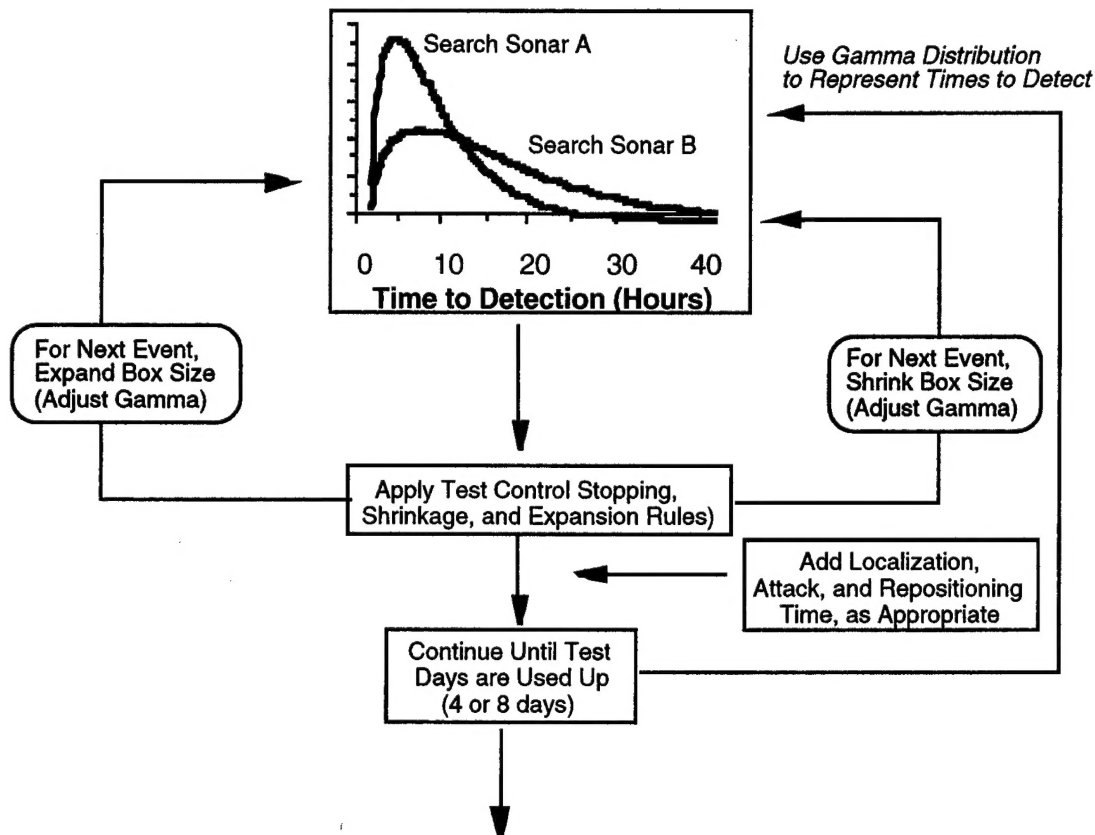 Search Sonar A
Use Gamma Distribution
to Represent Times to Detect
Search Sonar B
0 10 20 30 40
Time to Detection (Hours)
For Next Event,
Expand Box Size
(Adjust Gamma)
For Next Event,
Shrink Box Size
(Adjust Gamma)
Apply Test Control Stopping,
Shrinkage, and Expansion Rules)
Add Localization,
Attack, and Repositioning
Time, as Appropriate
Continue Until Test
Days are Used Up
(4 or 8 days)